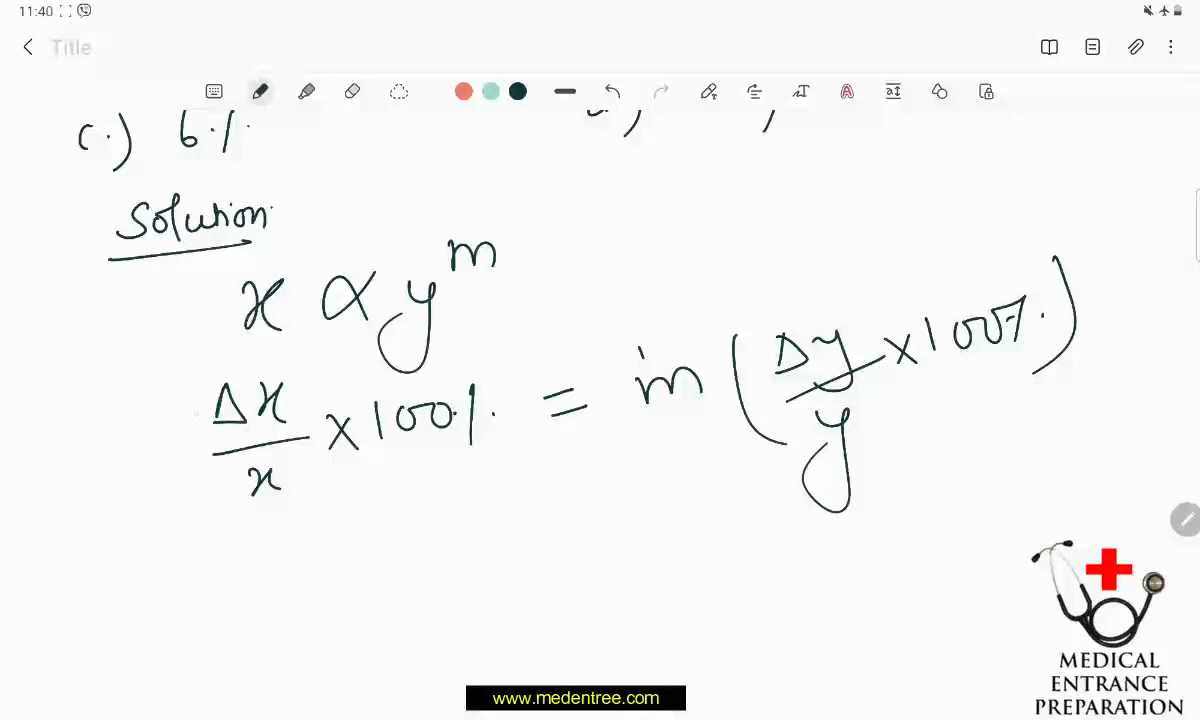 11:40
Title
c.) 6%
Solution
x ∝ y^m
Δx/x × 100% = m (Δy/y × 100%)
MEDICAL
ENTRANCE
PREPARATION
www.medentree.com